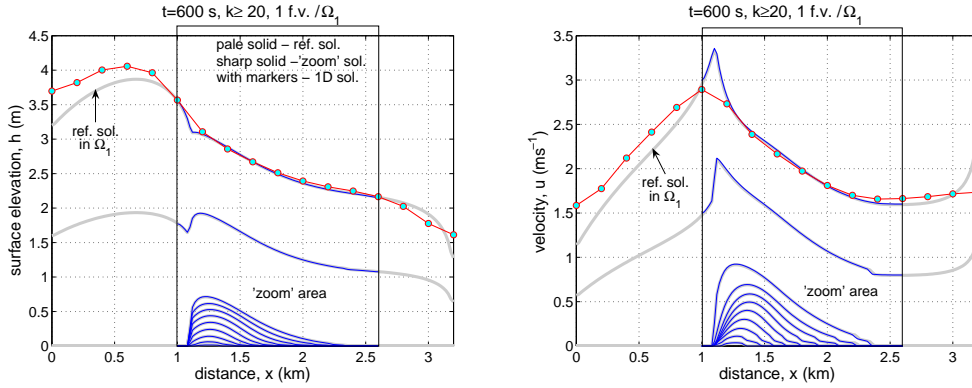 t=600 s, k≥ 20, 1 f.v. /Ω₁
pale solid – ref. sol.
sharp solid –'zoom' sol.
with markers – 1D sol.
ref. sol.
in Ω₁
'zoom' area
surface elevation, h (m)
4.5
4
3.5
3
2.5
2
1.5
1
0.5
0
0 0.5 1 1.5 2 2.5 3
distance, x (km)
t=600 s, k≥20, 1 f.v. /Ω₁
ref. sol.
in Ω₁
'zoom' area
velocity, u (ms⁻¹)
3.5
3
2.5
2
1.5
1
0.5
0
0 0.5 1 1.5 2 2.5 3
distance, x (km)